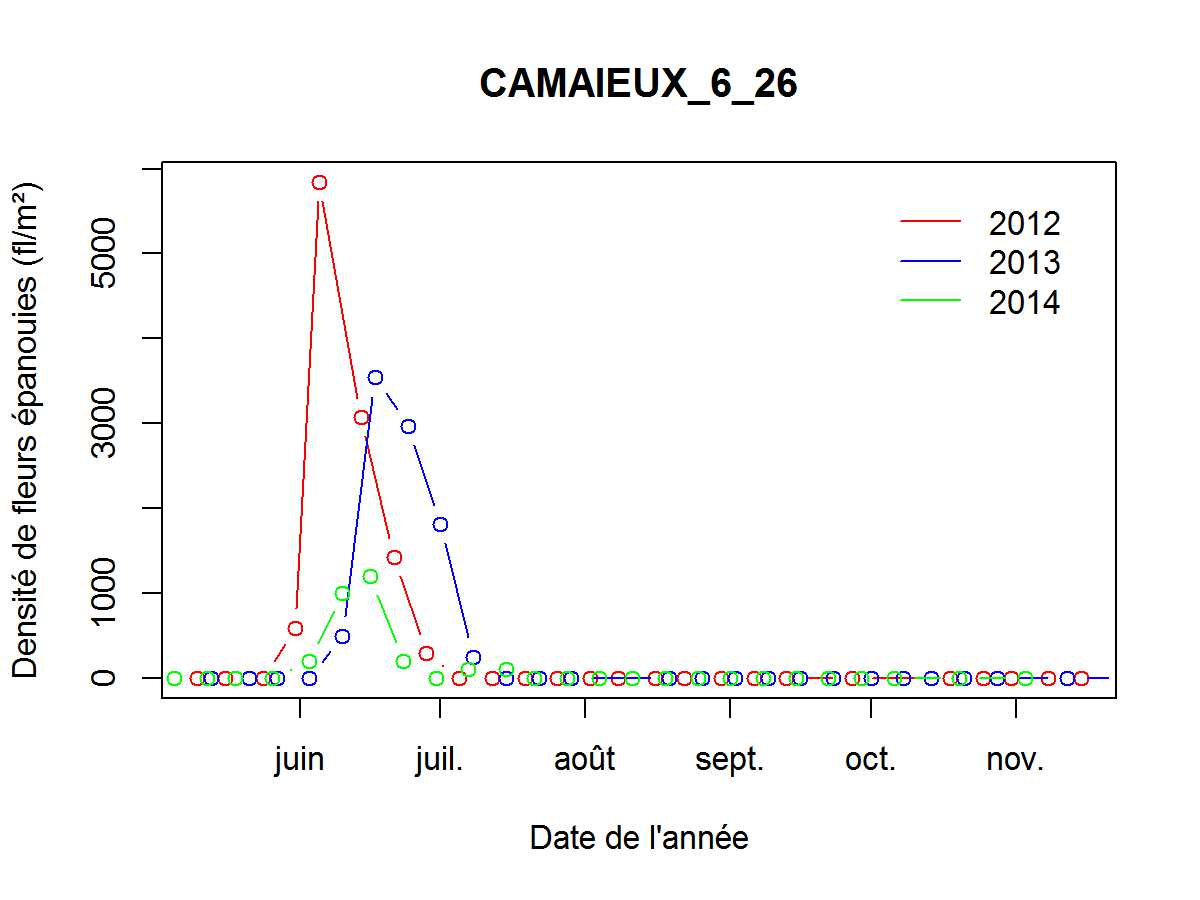 CAMAIEUX_6_26
Densité de fleurs épanouies (fl/m²)
5000
3000
1000
0
2012
2013
2014
juin juil. août sept. oct. nov.
Date de l'année